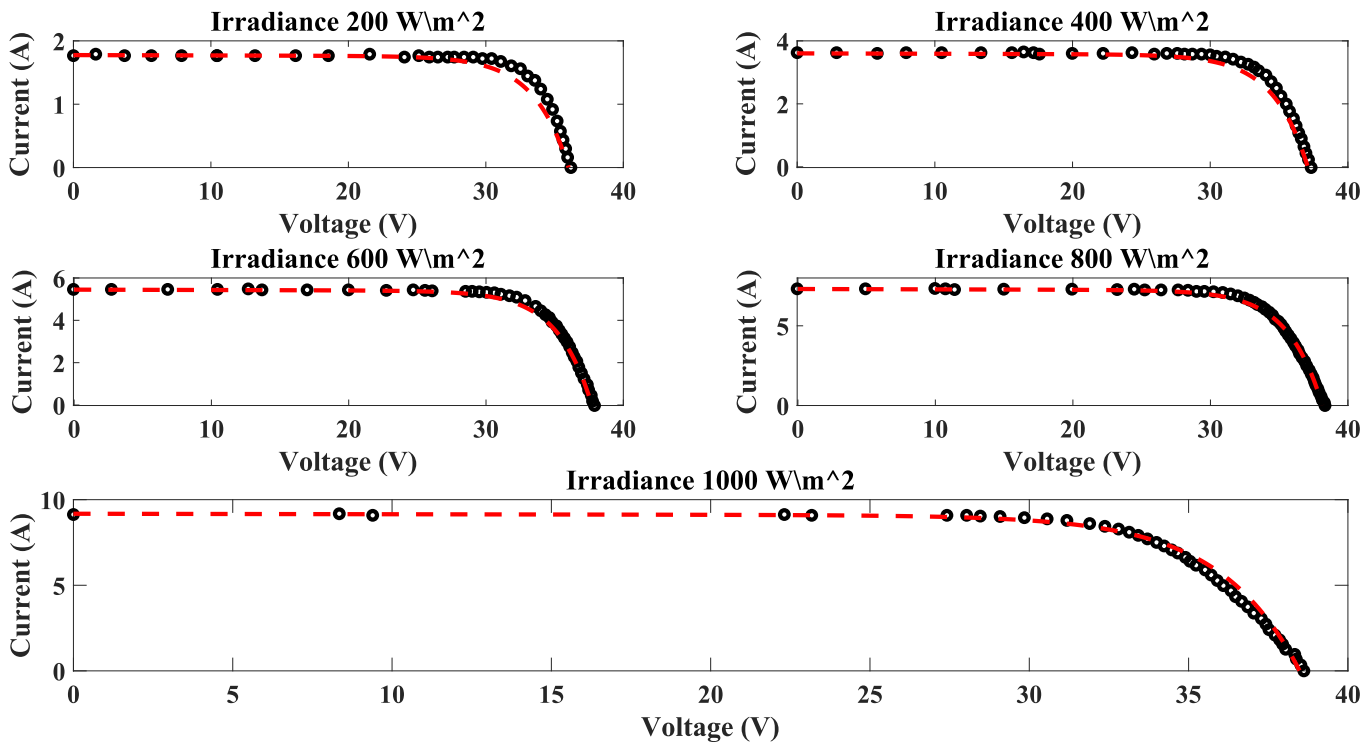 Irradiance 200 W\m^2
Irradiance 400 W\m^2
Current (A)
2
1
0
0 10 20 30 40
Voltage (V)
Current (A)
4
2
0
0 10 20 30 40
Voltage (V)
Irradiance 600 W\m^2
Irradiance 800 W\m^2
Current (A)
6
4
2
0
0 10 20 30 40
Voltage (V)
Current (A)
5
0
0 10 20 30 40
Voltage (V)
Irradiance 1000 W\m^2
Current (A)
10
5
0
0 5 10 15 20 25 30 35 40
Voltage (V)